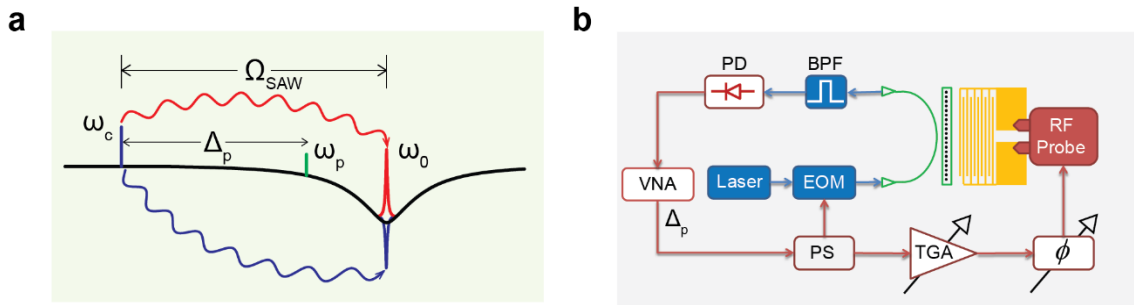 a
Ω_SAW
ω_c
Δ_p
ω_p
ω_0
b
PD
BPF
RF
Probe
VNA
Laser
EOM
Δ_p
PS
TGA
ϕ